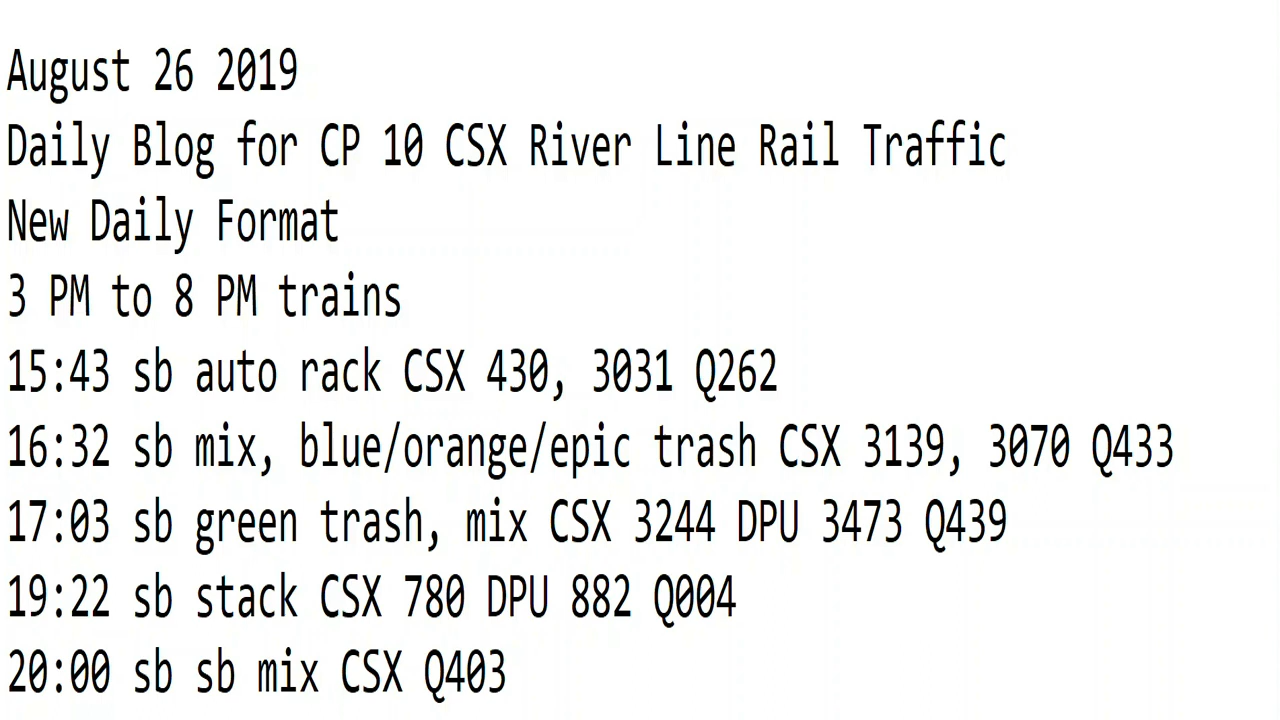 August 26 2019
Daily Blog for CP 10 CSX River Line Rail Traffic
New Daily Format
3 PM to 8 PM trains
15:43 sb auto rack CSX 430, 3031 Q262
16:32 sb mix, blue/orange/epic trash CSX 3139, 3070 Q433
17:03 sb green trash, mix CSX 3244 DPU 3473 Q439
19:22 sb stack CSX 780 DPU 882 Q004
20:00 sb sb mix CSX Q403